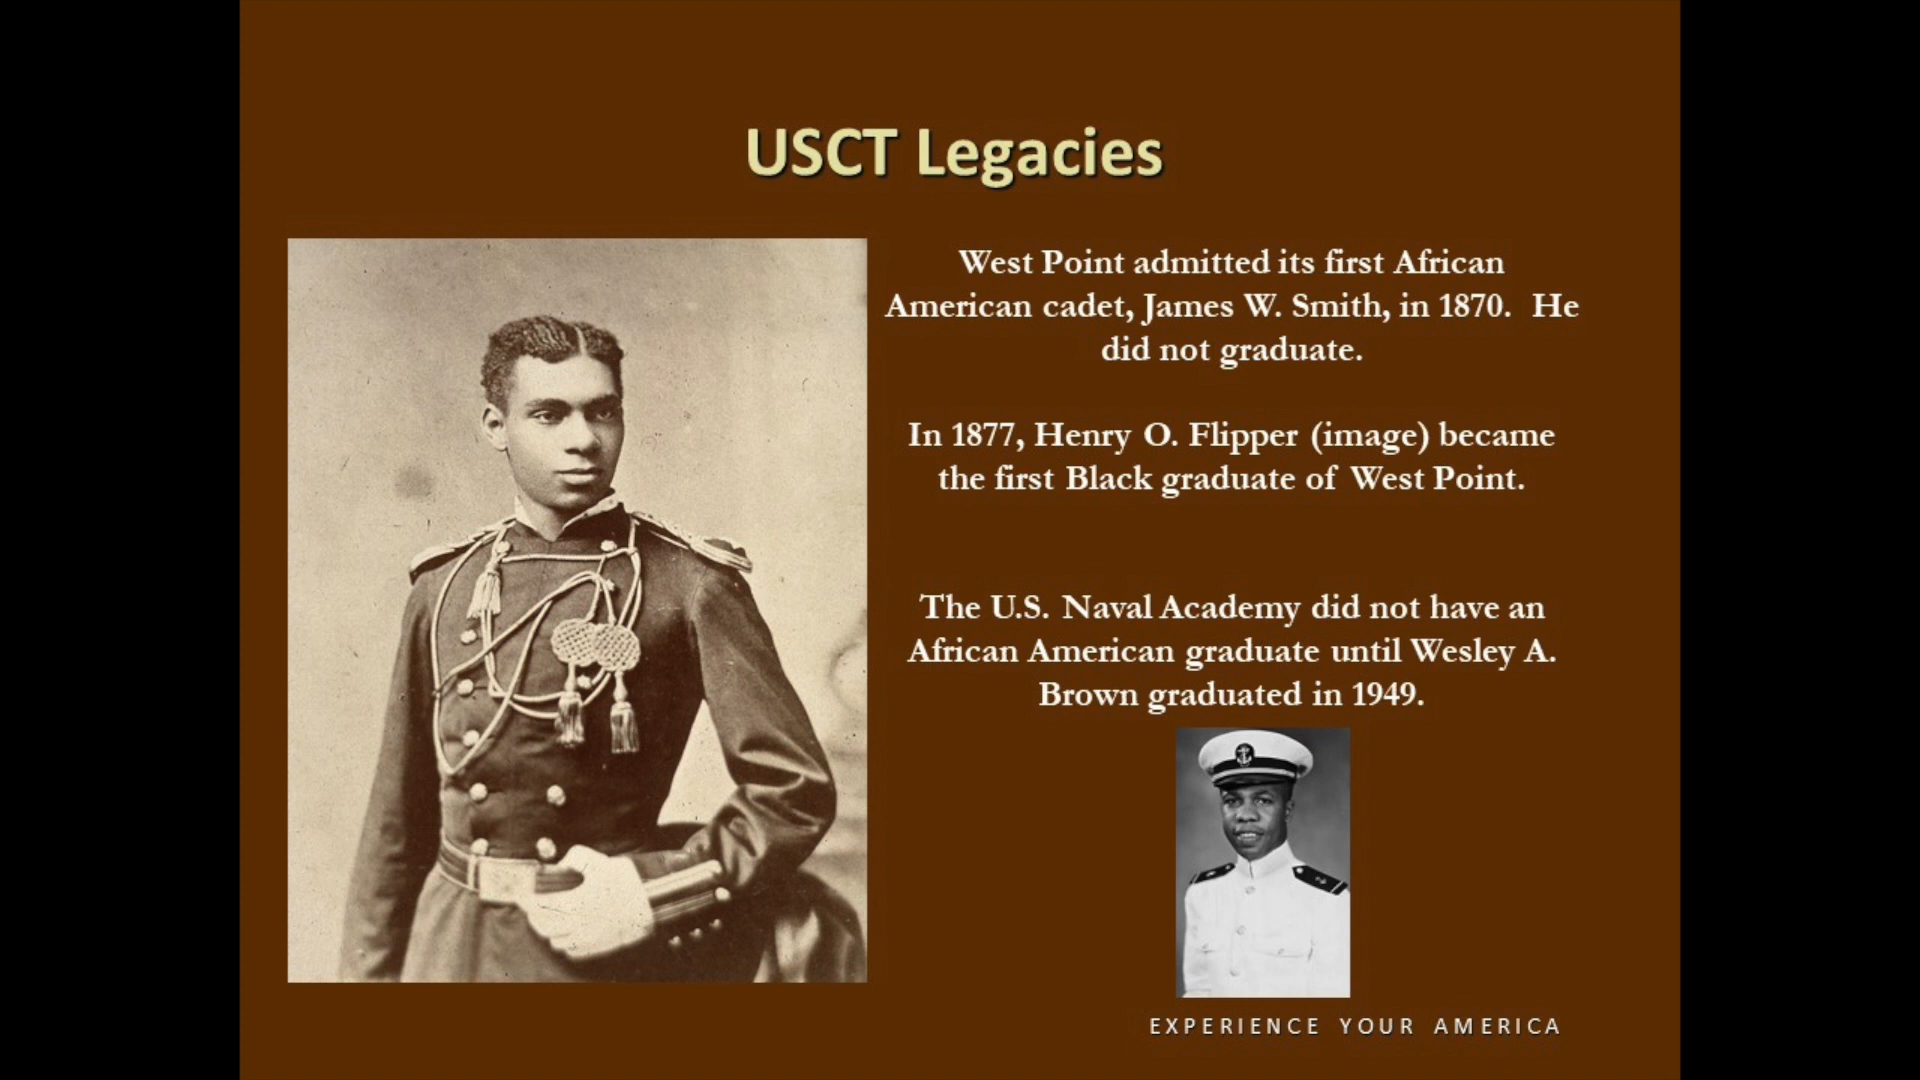 USCT Legacies
West Point admitted its first African
American cadet, James W. Smith, in 1870. He
did not graduate.
In 1877, Henry O. Flipper (image) became
the first Black graduate of West Point.
The U.S. Naval Academy did not have an
African American graduate until Wesley A.
Brown graduated in 1949.
EXPERIENCE YOUR AMERICA